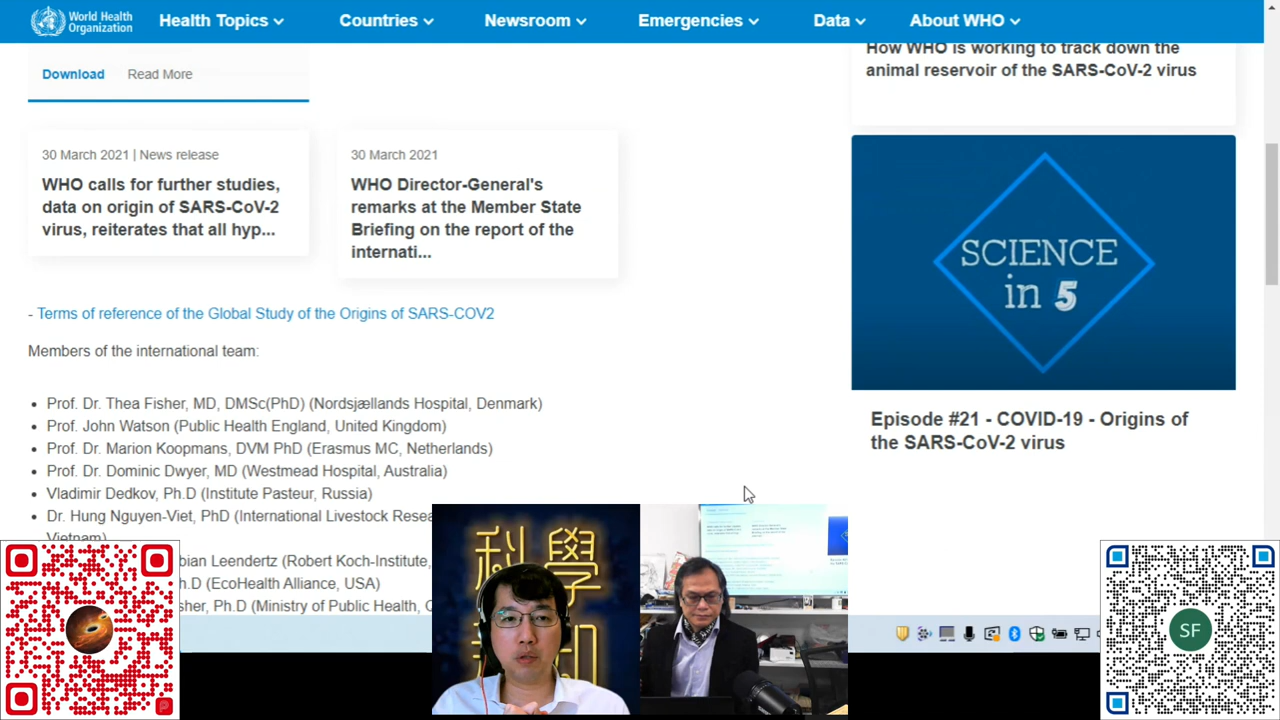 World Health
Organization
Health Topics
Countries
Newsroom
Emergencies
Data
About WHO
Download
Read More
30 March 2021 | News release
WHO calls for further studies,
data on origin of SARS-CoV-2
virus, reiterates that all hyp...
30 March 2021
WHO Director-General's
remarks at the Member State
Briefing on the report of the
internati...
- Terms of reference of the Global Study of the Origins of SARS-COV2
Members of the international team:
Prof. Dr. Thea Fisher, MD, DMSc(PhD) (Nordsjællands Hospital, Denmark)
Prof. John Watson (Public Health England, United Kingdom)
Prof. Dr. Marion Koopmans, DVM PhD (Erasmus MC, Netherlands)
Prof. Dr. Dominic Dwyer, MD (Westmead Hospital, Australia)
Vladimir Dedkov, Ph.D (Institute Pasteur, Russia)
Dr. Hung Nguyen-Viet, PhD (International Livestock
Vietnam)
Leendertz (Robert Koch-Institute,
(EcoHealth Alliance, USA)
Ph.D (Ministry of Public Health,
How WHO is working to track down the
animal reservoir of the SARS-CoV-2 virus
SCIENCE
in 5
Episode #21 - COVID-19 - Origins of
the SARS-CoV-2 virus
科學
SF